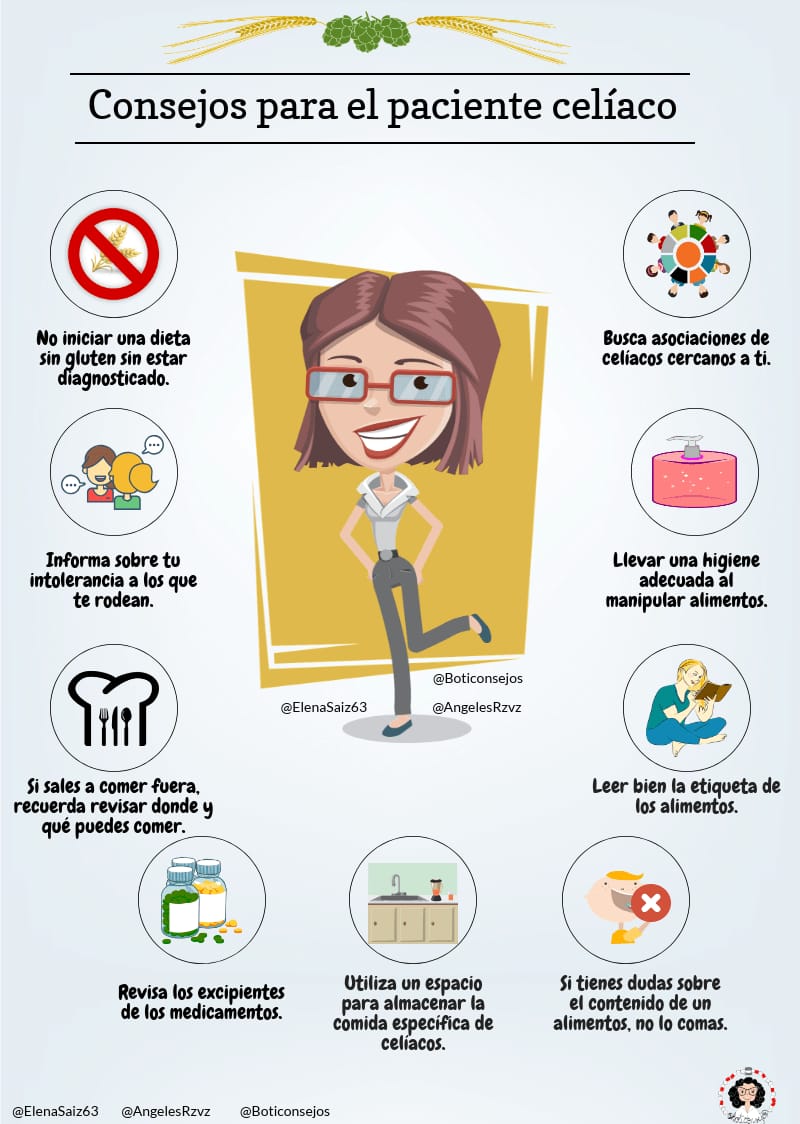 Consejos para el paciente celíaco
No iniciar una dieta
sin gluten sin estar
diagnosticado.
Busca asociaciones de
celíacos cercanos a ti.
Informa sobre tu
intolerancia a los que
te rodean.
Llevar una higiene
adecuada al
manipular alimentos.
Si sales a comer fuera,
recuerda revisar donde y
qué puedes comer.
@Boticonsejos
@ElenaSaiz63
@AngelesRzvz
Leer bien la etiqueta de
los alimentos.
Revisa los excipientes
de los medicamentos.
Utiliza un espacio
para almacenar la
comida específica de
celíacos.
Si tienes dudas sobre
el contenido de un
alimentos, no lo comas.
@ElenaSaiz63 @AngelesRzvz @Boticonsejos